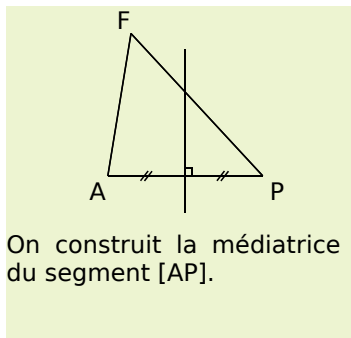 F
A
P
On construit la médiatrice
du segment [AP].